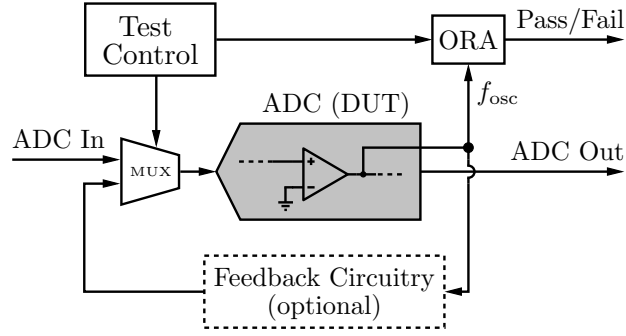 Test
Control
ORA
Pass/Fail
ADC (DUT)
f_osc
ADC In
MUX
+
−
ADC Out
Feedback Circuitry
(optional)